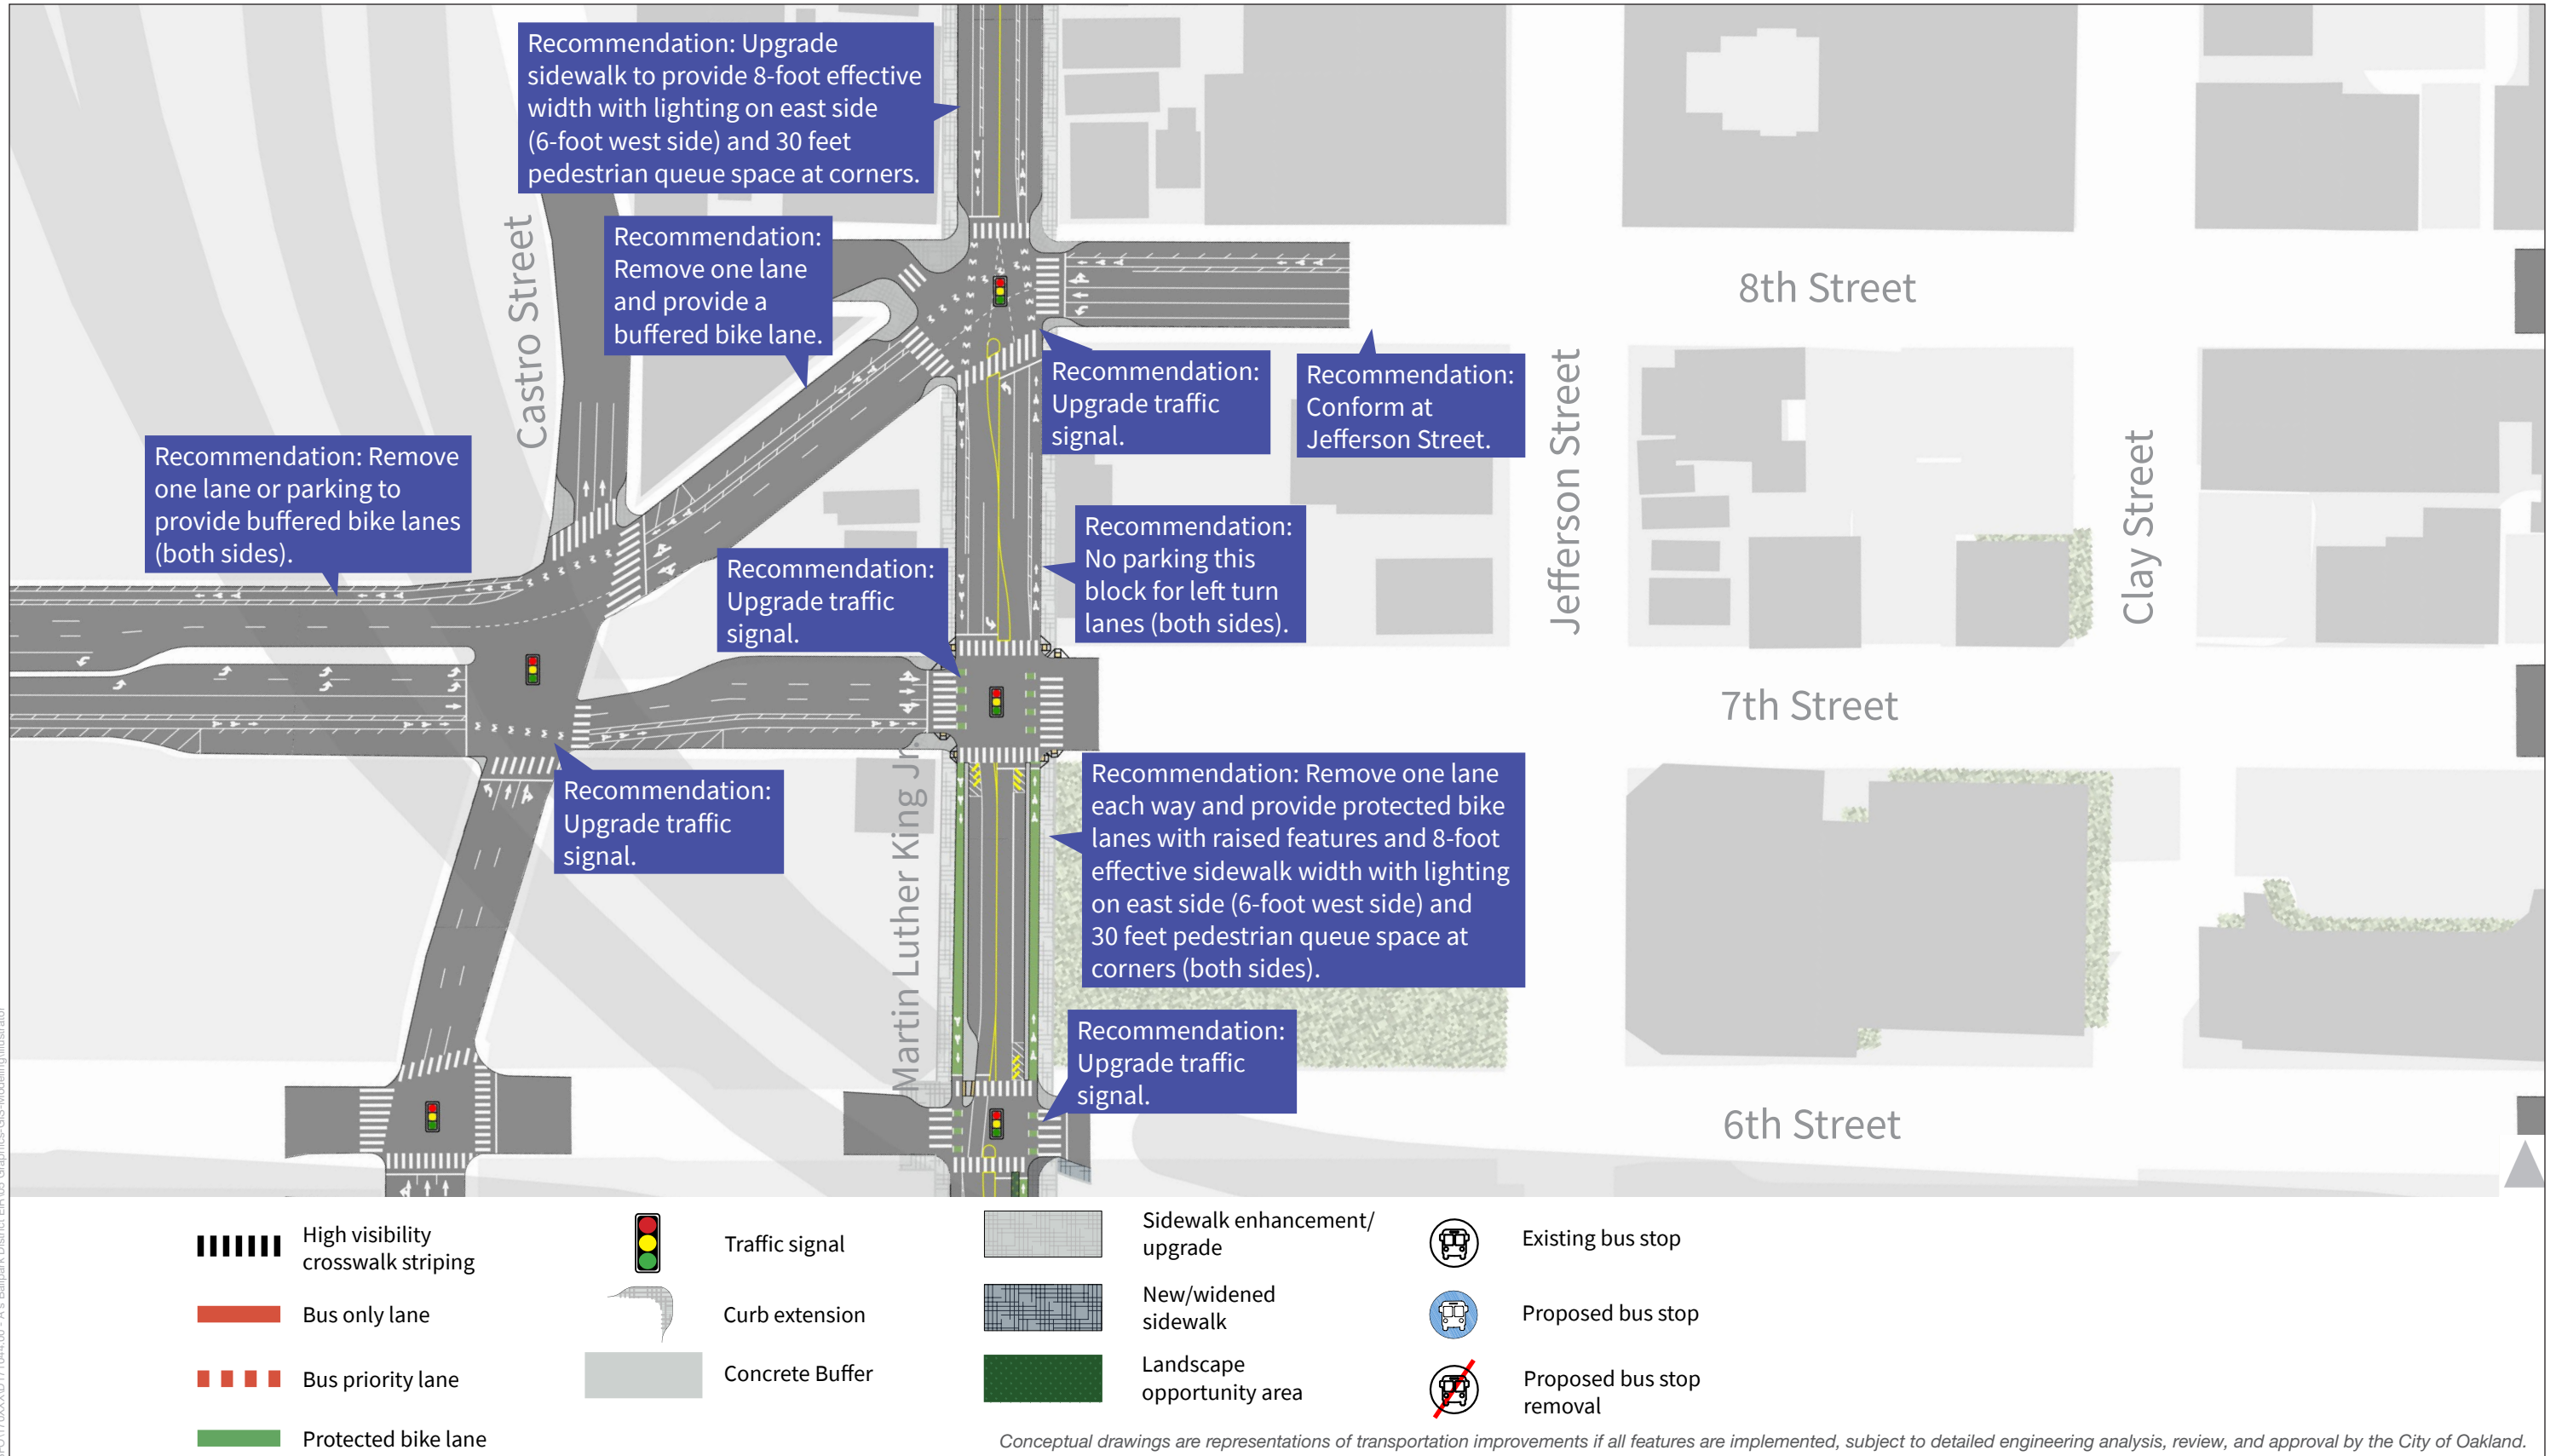 Recommendation: Upgrade
sidewalk to provide 8-foot effective
width with lighting on east side
(6-foot west side) and 30 feet
pedestrian queue space at corners.
Recommendation:
Remove one lane
and provide a
buffered bike lane.
Castro Street
8th Street
Recommendation:
Upgrade traffic
signal.
Recommendation:
Conform at
Jefferson Street.
Jefferson Street
Clay Street
Recommendation: Remove
one lane or parking to
provide buffered bike lanes
(both sides).
Recommendation:
No parking this
block for left turn
lanes (both sides).
Recommendation:
Upgrade traffic
signal.
7th Street
Recommendation:
Upgrade traffic
signal.
Martin Luther King Jr.
Recommendation: Remove one lane
each way and provide protected bike
lanes with raised features and 8-foot
effective sidewalk width with lighting
on east side (6-foot west side) and
30 feet pedestrian queue space at
corners (both sides).
Recommendation:
Upgrade traffic
signal.
6th Street
High visibility
crosswalk striping
Bus only lane
Bus priority lane
Protected bike lane
Traffic signal
Curb extension
Concrete Buffer
Sidewalk enhancement/
upgrade
New/widened
sidewalk
Landscape
opportunity area
Existing bus stop
Proposed bus stop
Proposed bus stop
removal
Conceptual drawings are representations of transportation improvements if all features are implemented, subject to detailed engineering analysis, review, and approval by the City of Oakland.